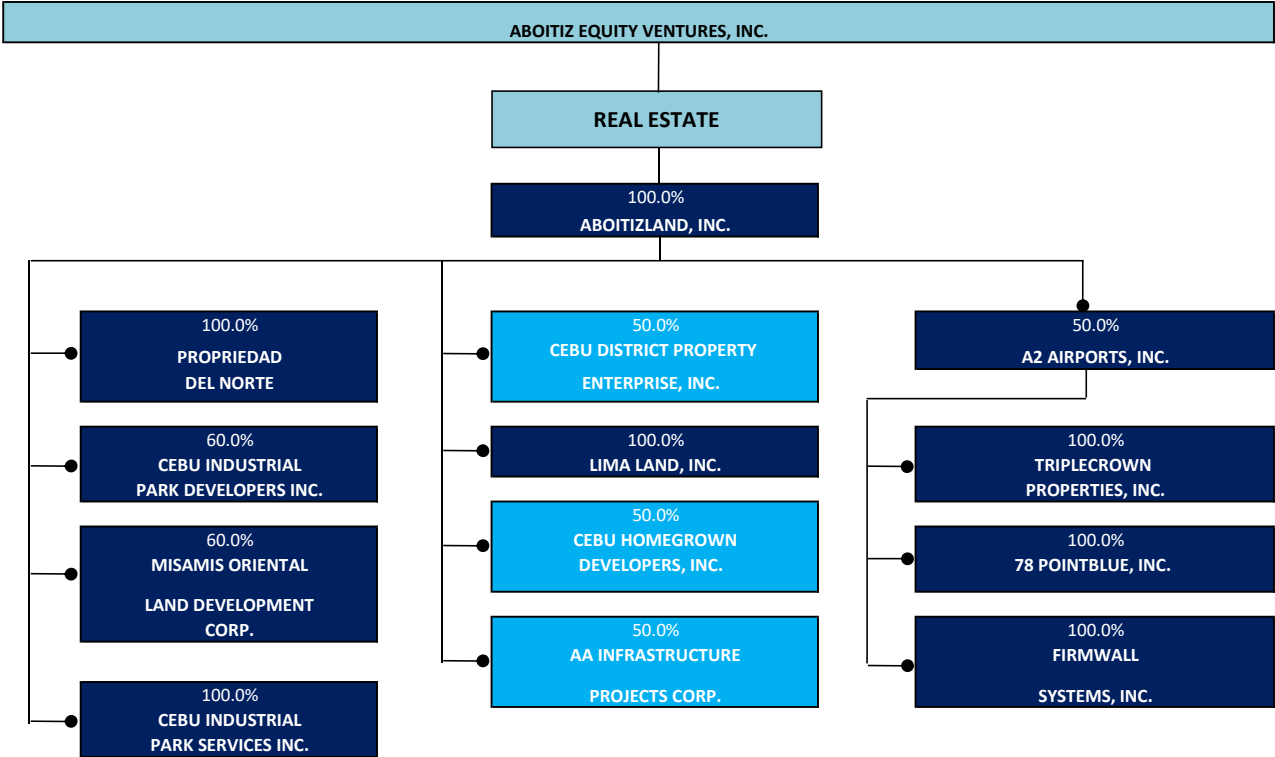 ABOITIZ EQUITY VENTURES, INC.
REAL ESTATE
100.0%
ABOITIZLAND, INC.
100.0%
PROPRIEDAD
DEL NORTE
60.0%
CEBU INDUSTRIAL
PARK DEVELOPERS INC.
60.0%
MISAMIS ORIENTAL
LAND DEVELOPMENT
CORP.
100.0%
CEBU INDUSTRIAL
PARK SERVICES INC.
50.0%
CEBU DISTRICT PROPERTY
ENTERPRISE, INC.
100.0%
LIMA LAND, INC.
50.0%
CEBU HOMEGROWN
DEVELOPERS, INC.
50.0%
AA INFRASTRUCTURE
PROJECTS CORP.
50.0%
A2 AIRPORTS, INC.
100.0%
TRIPLECROWN
PROPERTIES, INC.
100.0%
78 POINTBLUE, INC.
100.0%
FIRMWALL
SYSTEMS, INC.